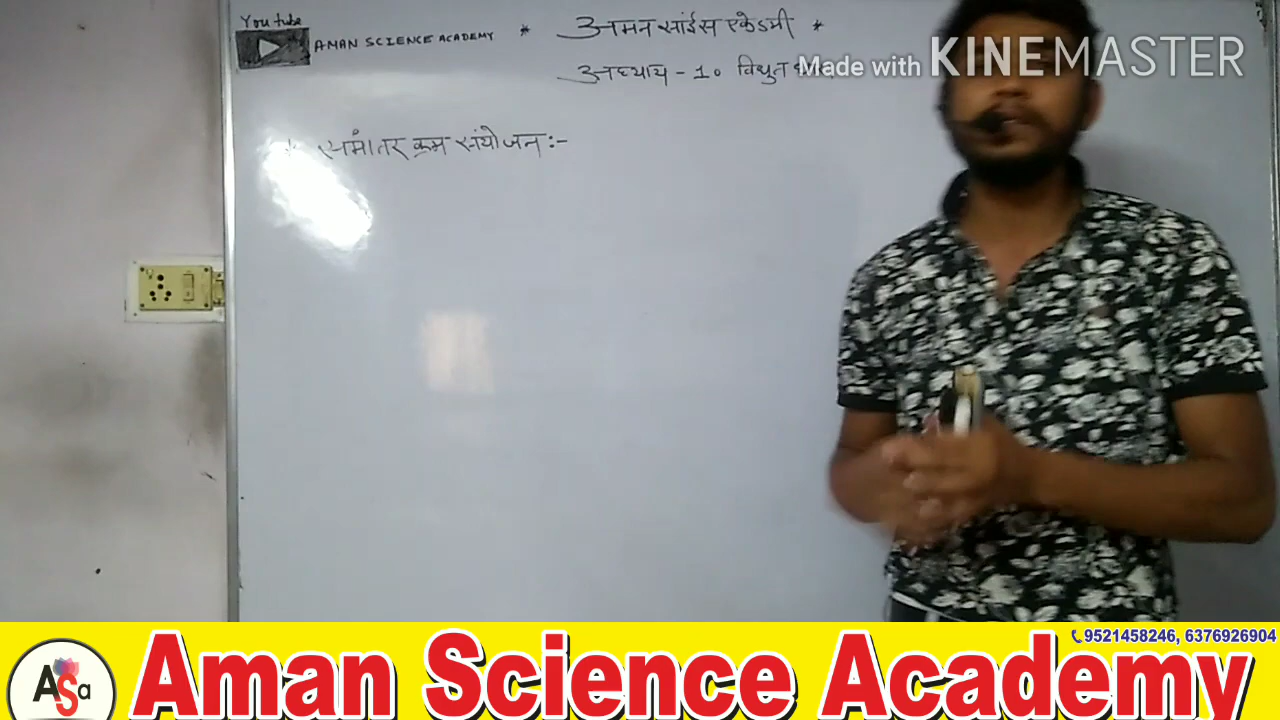 You tube
AMAN SCIENCE ACADEMY * अमन साईंस एकेडमी *
अध्याय - 10 विधुत
Made with KINEMASTER
* समांतर क्रम संयोजन :-
9521458246, 6376926904
ASa Aman Science Academy